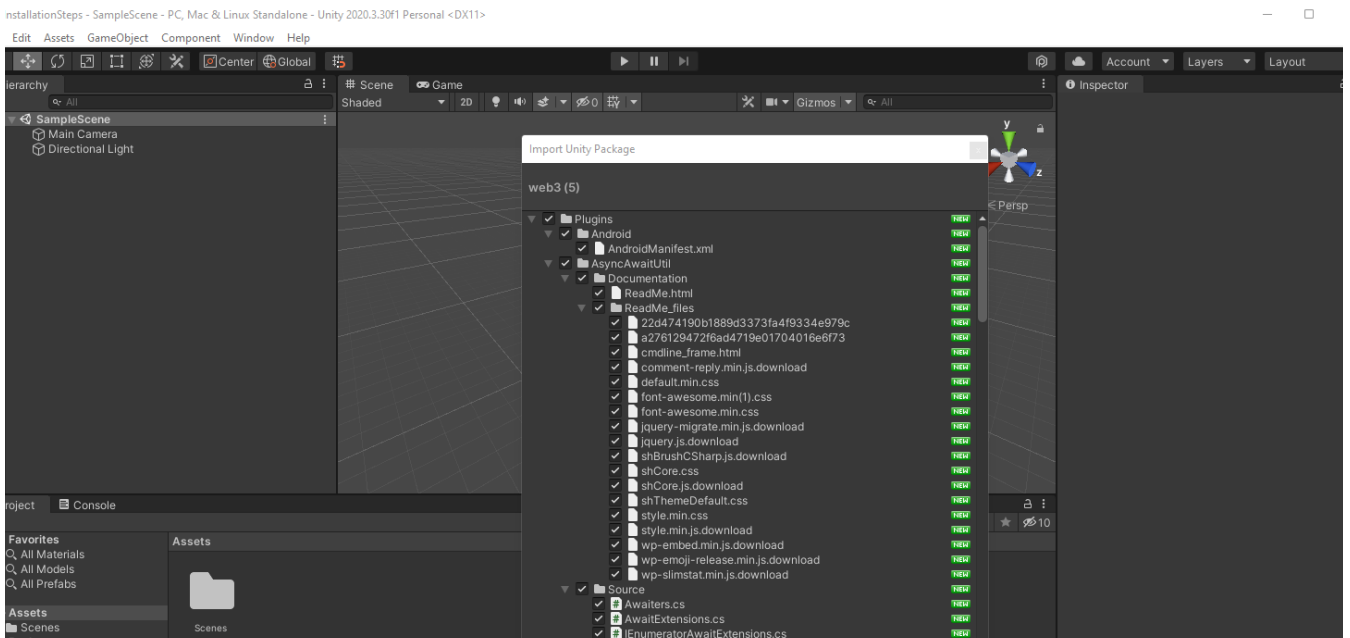 nstallationSteps - SampleScene - PC, Mac & Linux Standalone - Unity 2020.3.30f1 Personal <DX11>
Edit Assets GameObject Component Window Help
Center Global
Account Layers Layout
ierarchy
All
SampleScene
Main Camera
Directional Light
Scene Game
Shaded 2D 0 Gizmos All
y
z
Persp
Inspector
Import Unity Package
web3 (5)
Plugins NEW
Android NEW
AndroidManifest.xml NEW
AsyncAwaitUtil NEW
Documentation NEW
ReadMe.html NEW
ReadMe_files NEW
22d474190b1889d3373fa4f9334e979c NEW
a276129472f6ad4719e01704016e6f73 NEW
cmdline_frame.html NEW
comment-reply.min.js.download NEW
default.min.css NEW
font-awesome.min(1).css NEW
font-awesome.min.css NEW
jquery-migrate.min.js.download NEW
jquery.js.download NEW
shBrushCSharp.js.download NEW
shCore.css NEW
shCore.js.download NEW
shThemeDefault.css NEW
style.min.css NEW
style.min.js.download NEW
wp-embed.min.js.download NEW
wp-emoji-release.min.js.download NEW
wp-slimstat.min.js.download NEW
Source NEW
Awaiters.cs NEW
AwaitExtensions.cs NEW
IEnumeratorAwaitExtensions.cs NEW
roject Console
10
Favorites
All Materials
All Models
All Prefabs
Assets
Scenes
Assets
Scenes